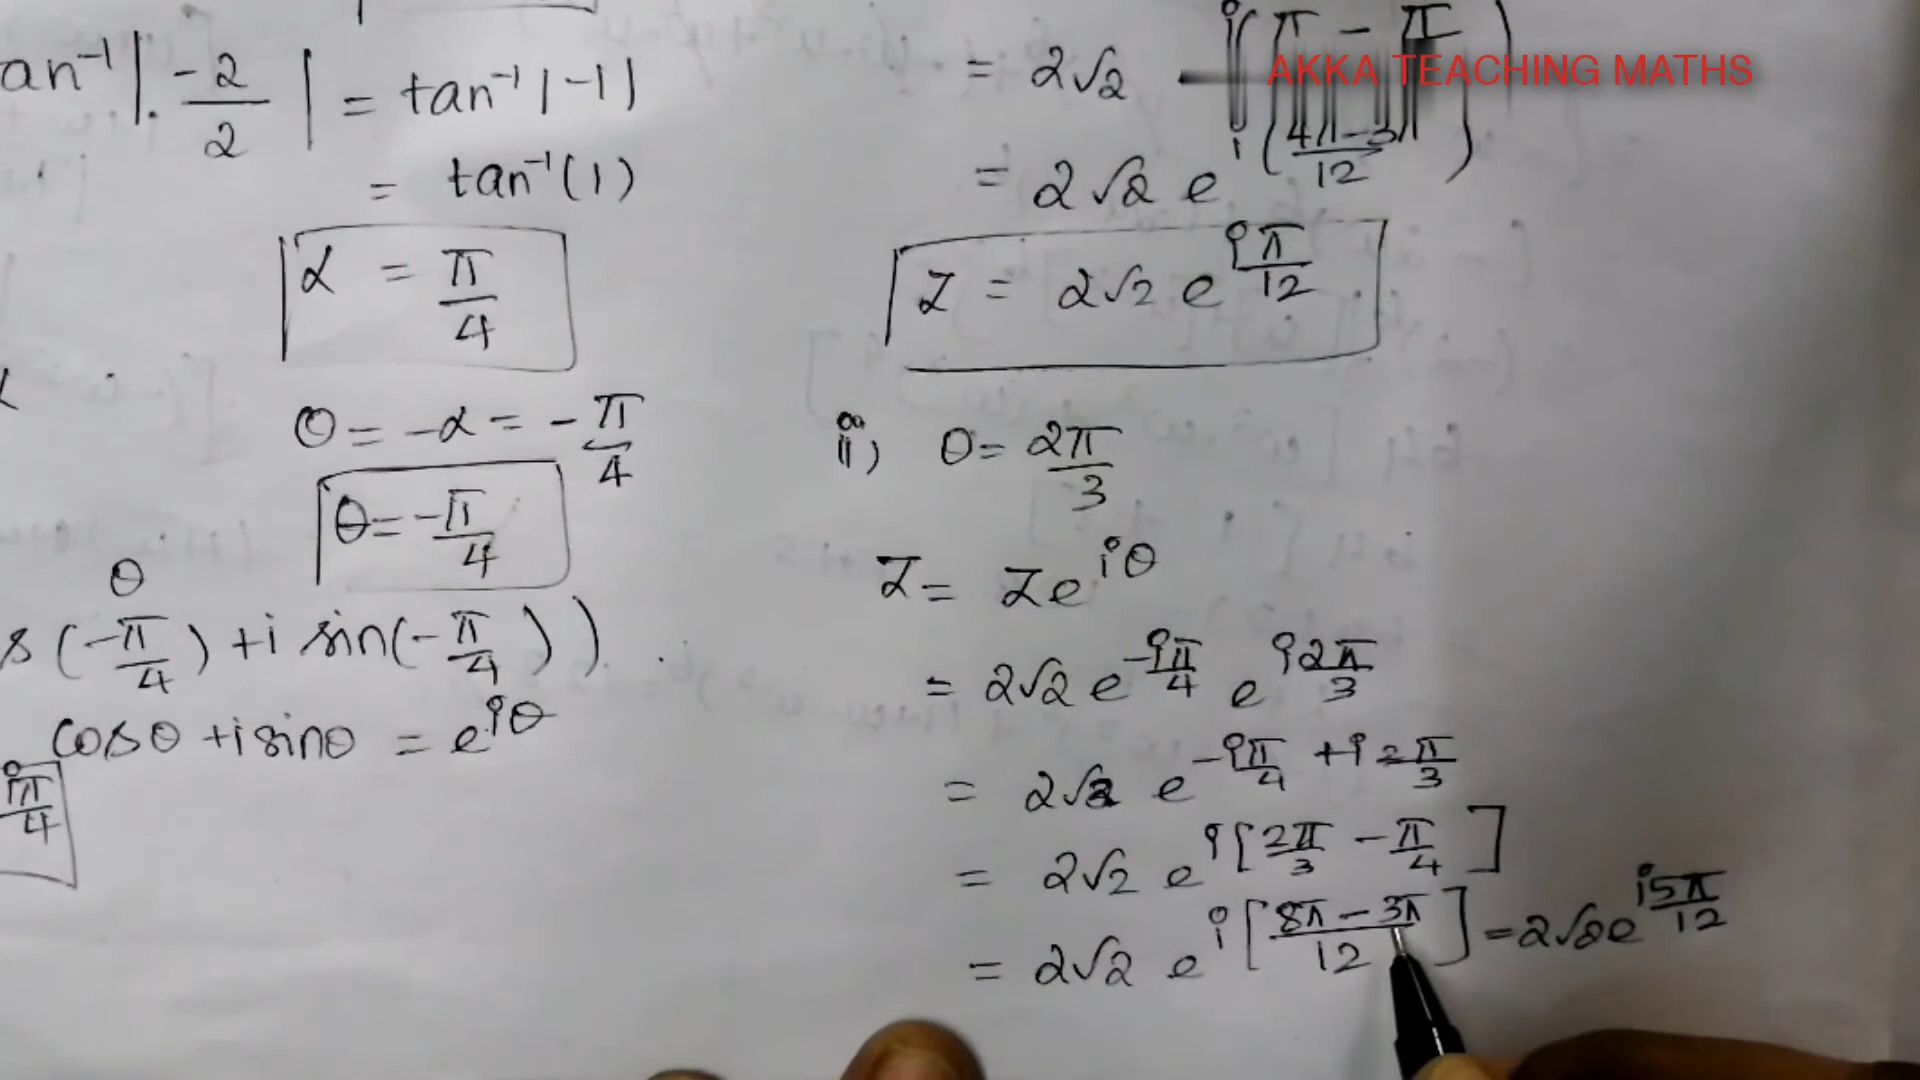 an⁻¹|-2/2| = tan⁻¹|-1|
= tan⁻¹(1)
α = π/4
θ = -α = -π/4
θ = -π/4
θ
s(-π/4) + i sin(-π/4))
cosθ + i sinθ = e^iθ
iπ/4
= 2√2 i(π - π)
AKKA TEACHING MATHS
= 2√2 e^i(4π-3π/12)
Z = 2√2 e^iπ/12
ii) θ = 2π/3
Z = Ze^iθ
= 2√2 e^-iπ/4 e^i2π/3
= 2√2 e^-iπ/4 + i2π/3
= 2√2 e^i[2π/3 - π/4]
= 2√2 e^i[8π-3π/12] = 2√2e^i5π/12